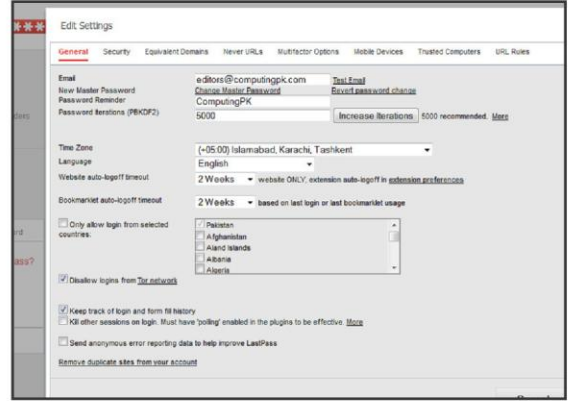 Edit Settings
General Security Equivalent Domains Never URLs Multifactor Options Mobile Devices Trusted Computers URL Rules
Email editors@computingpk.com Test Email
New Master Password Change Master Password Revert password change
Password Reminder ComputingPK
Password Iterations (PBKDF2) 5000 Increase Iterations 5000 recommended. More
Time Zone (+05:00) Islamabad, Karachi, Tashkent
Language English
Website auto-logoff timeout 2 Weeks website ONLY, extension auto-logoff in extension preferences
Bookmarklet auto-logoff timeout 2 Weeks based on last login or last bookmarklet usage
Only allow login from selected countries.
Pakistan
Afghanistan
Aland Islands
Albania
Algeria
Disallow logins from Tor network
Keep track of login and form fill history
Kill other sessions on login. Must have 'polling' enabled in the plugins to be effective. More
Send anonymous error reporting data to help improve LastPass
Remove duplicate sites from your account
ass?